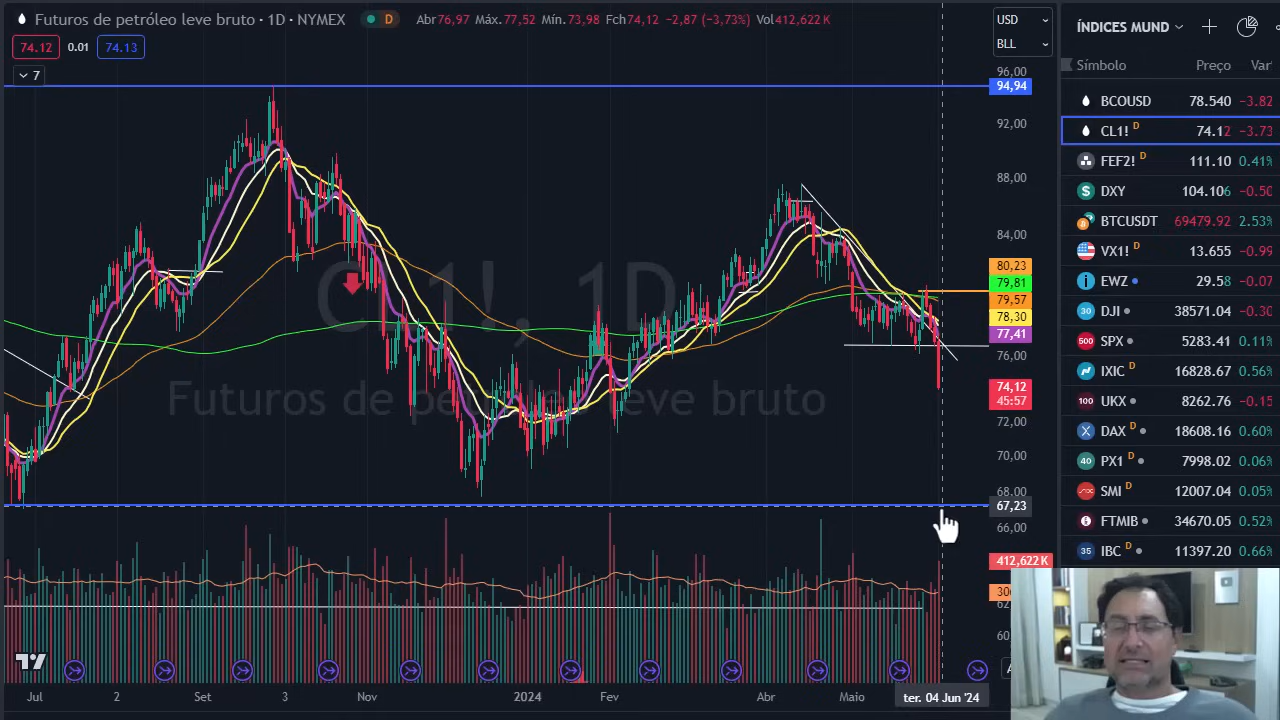 Futuros de petróleo leve bruto · 1D · NYMEX D Abr76,97 Máx.77,52 Mín.73,98 Fch74,12 −2,87 (−3,73%) Vol412,622 K
74.12 0.01 74.13
7
USD
BLL
96,00
94,94
92,00
88,00
84,00
80,23
79,81
79,57
78,30
77,41
76,00
74,12
45:57
72,00
70,00
68,00
67,23
66,00
412,622 K
CL1!, 1D
Futuros de petróleo leve bruto
Jul 2 Set 3 Nov 2024 Fev Abr Maio ter. 04 Jun '24
ÍNDICES MUND
Símbolo Preço Var
BCOUSD 78.540 −3.82
CL1! D 74.12 −3.73
FEF2! D 111.10 0.41%
DXY 104.106 −0.50
BTCUSDT 69479.92 2.53%
VX1! D 13.655 −0.99
EWZ 29.58 −0.07
30 DJI 38571.04 −0.30
500 SPX 5283.41 0.11%
IXIC D 16828.67 0.56%
100 UKX 8262.76 −0.15
DAX D 18608.16 0.60%
40 PX1 D 7998.02 0.06%
SMI D 12007.04 0.05%
FTMIB 34670.05 0.52%
35 IBC D 11397.20 0.66%